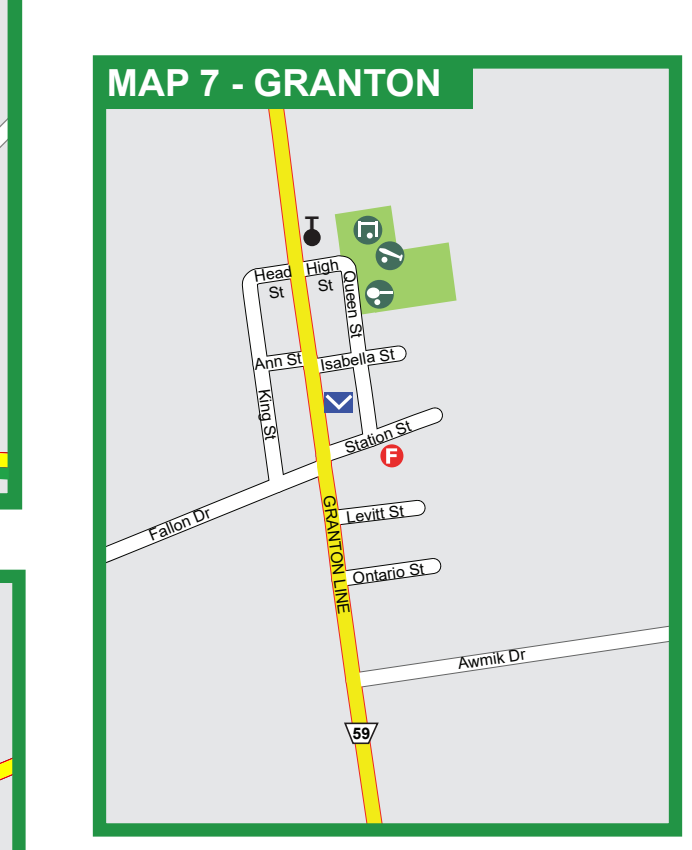 MAP 7 - GRANTON
Head
St
High
St
Queen St
Ann St
Isabella St
King St
Station St
F
Fallon Dr
GRANTON LINE
Levitt St
Ontario St
Awmik Dr
59